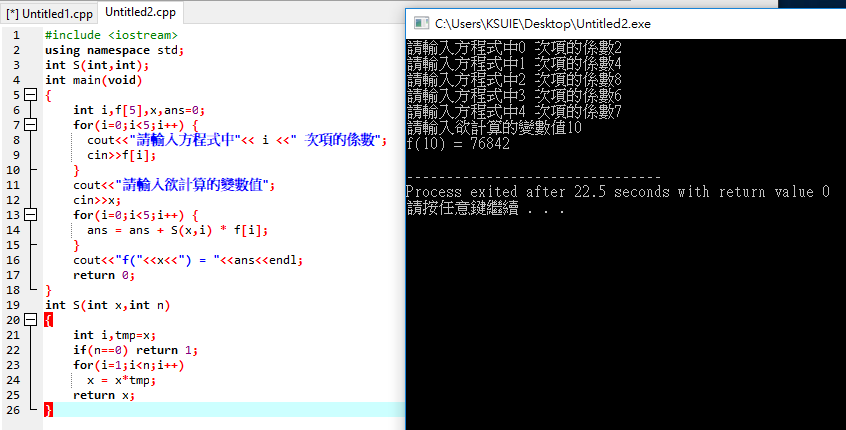 [*] Untitled1.cpp Untitled2.cpp
1 #include <iostream>
2 using namespace std;
3 int S(int,int);
4 int main(void)
5 {
6 int i,f[5],x,ans=0;
7 for(i=0;i<5;i++) {
8 cout<<"請輸入方程式中"<< i <<" 次項的係數";
9 cin>>f[i];
10 }
11 cout<<"請輸入欲計算的變數值";
12 cin>>x;
13 for(i=0;i<5;i++) {
14 ans = ans + S(x,i) * f[i];
15 }
16 cout<<"f("<<x<<") = "<<ans<<endl;
17 return 0;
18 }
19 int S(int x,int n)
20 {
21 int i,tmp=x;
22 if(n==0) return 1;
23 for(i=1;i<n;i++)
24 x = x*tmp;
25 return x;
26 }
C:\Users\KSUIE\Desktop\Untitled2.exe
請輸入方程式中0 次項的係數2
請輸入方程式中1 次項的係數4
請輸入方程式中2 次項的係數8
請輸入方程式中3 次項的係數6
請輸入方程式中4 次項的係數7
請輸入欲計算的變數值10
f(10) = 76842
--------------------------------
Process exited after 22.5 seconds with return value 0
請按任意鍵繼續 . . .